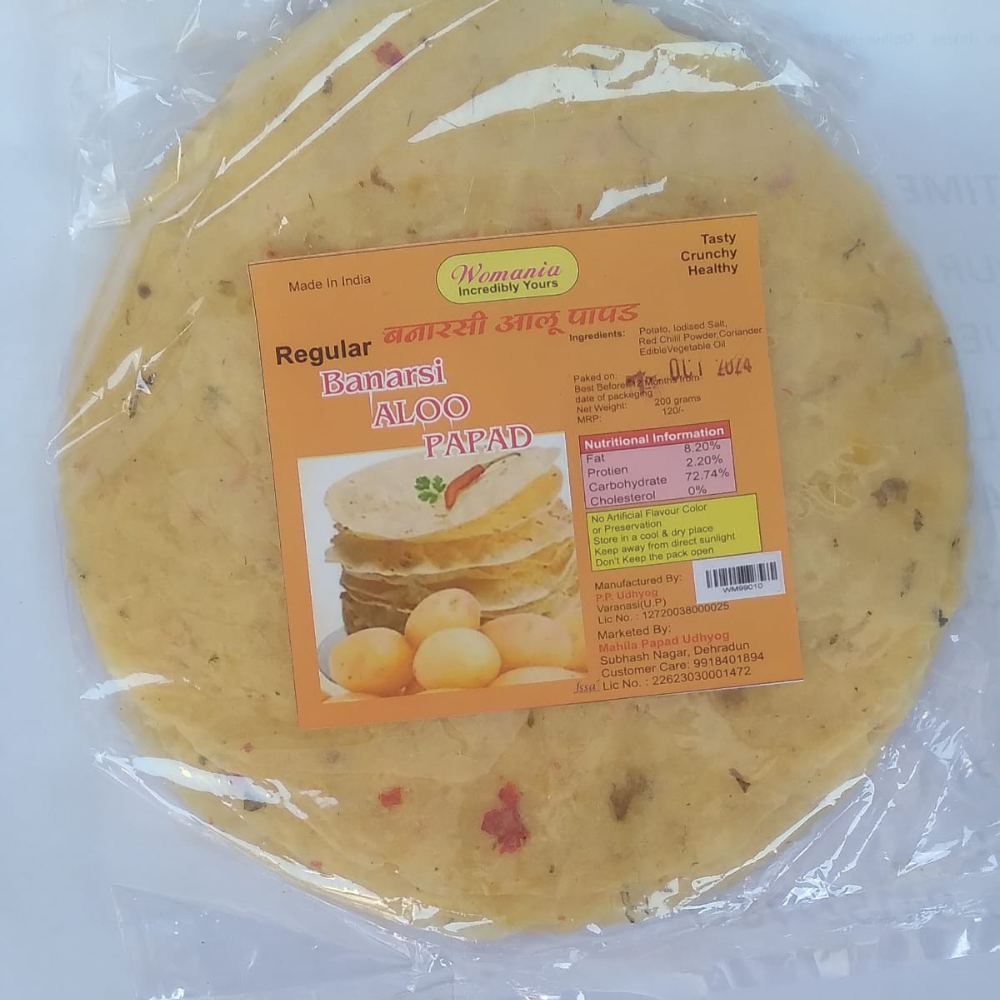 Made In India
Womania
Incredibly Yours
Tasty
Crunchy
Healthy
बनारसी आलू पापड
Regular
Banarsi
ALOO
PAPAD
Ingredients: Potato, Iodised Salt,
Red Chilli Powder,Coriander
EdibleVegetable Oil
Paked on: OCT 2024
Best Before 12 Months from
date of packeging
Net Weight: 200 grams
MRP: 120/-
Nutritional Information
Fat 8.20%
Protien 2.20%
Carbohydrate 72.74%
Cholesterol 0%
No Artificial Flavour Color
or Preservation
Store in a cool & dry place
Keep away from direct sunlight
Don't Keep the pack open
WM99010
Manufactured By:
P.P. Udhyog
Varanasi(U.P)
Lic No. : 12720038000025
Marketed By:
Mahila Papad Udhyog
Subhash Nagar, Dehradun
Customer Care: 9918401894
fssai Lic No. : 22623030001472
TIME